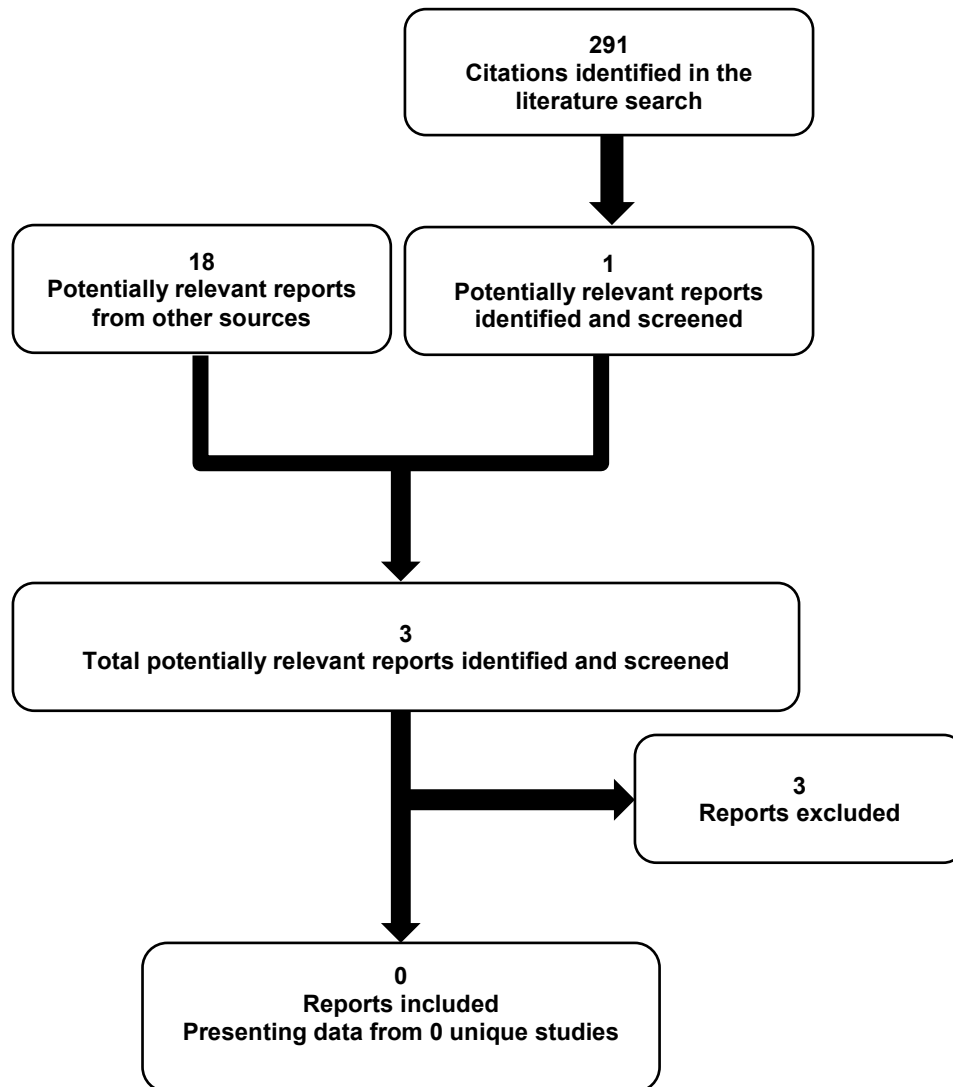 291
Citations identified in the
literature search
18
Potentially relevant reports
from other sources
1
Potentially relevant reports
identified and screened
3
Total potentially relevant reports identified and screened
3
Reports excluded
0
Reports included
Presenting data from 0 unique studies